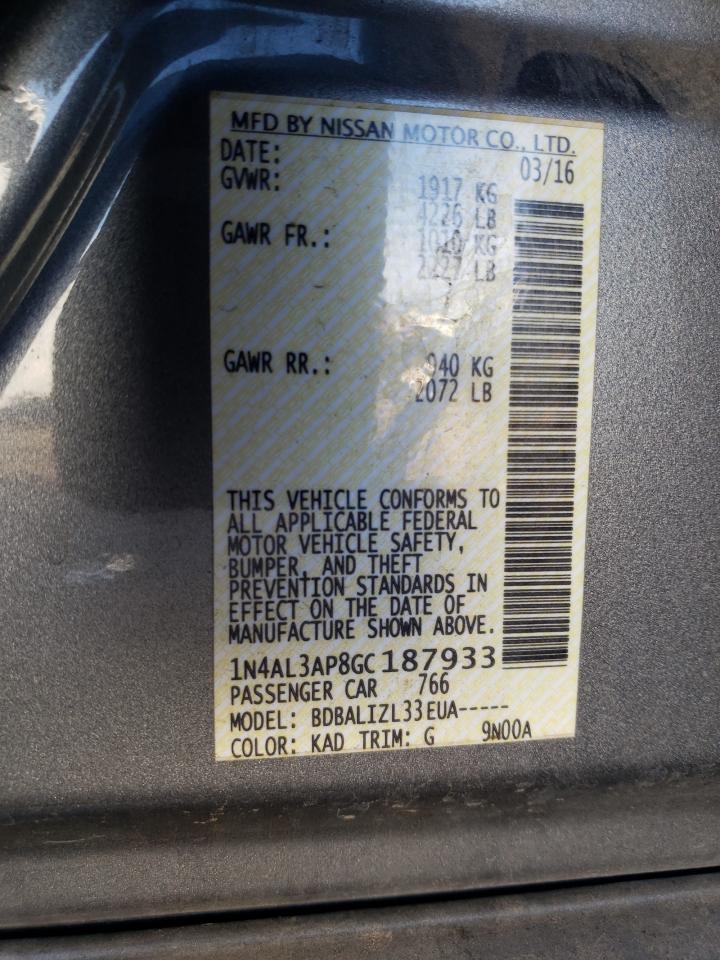 MFD BY NISSAN MOTOR CO., LTD.
DATE: 03/16
GVWR: 1917 KG
4226 LB
GAWR FR.: 1010 KG
2227 LB
GAWR RR.: 940 KG
2072 LB
THIS VEHICLE CONFORMS TO
ALL APPLICABLE FEDERAL
MOTOR VEHICLE SAFETY,
BUMPER, AND THEFT
PREVENTION STANDARDS IN
EFFECT ON THE DATE OF
MANUFACTURE SHOWN ABOVE.
1N4AL3AP8GC187933
PASSENGER CAR 766
MODEL: BDBALIZL33EUA-----
COLOR: KAD TRIM: G 9N00A